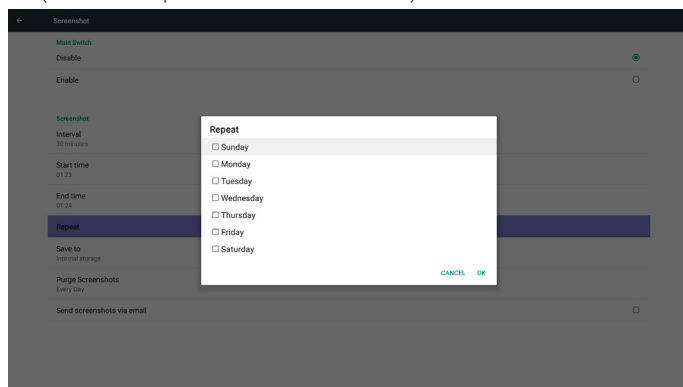 Screenshot
Main Switch
Disable
Enable
Screenshot
Interval
30 minutes
Start time
01:23
End time
01:24
Repeat
Save to
Internal storage
Purge Screenshots
Every Day
Send screenshots via email
Repeat
Sunday
Monday
Tuesday
Wednesday
Thursday
Friday
Saturday
CANCEL OK